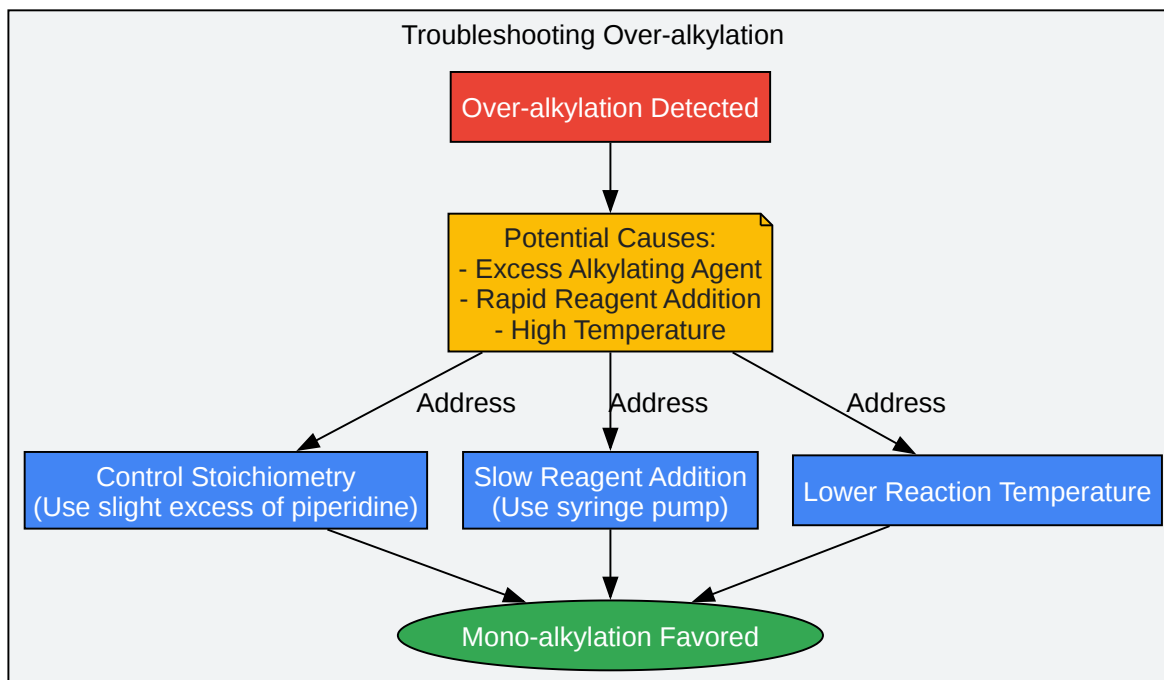 Troubleshooting Over-alkylation
Over-alkylation Detected
Potential Causes:
- Excess Alkylating Agent
- Rapid Reagent Addition
- High Temperature
Address
Address
Address
Control Stoichiometry
(Use slight excess of piperidine)
Slow Reagent Addition
(Use syringe pump)
Lower Reaction Temperature
Mono-alkylation Favored